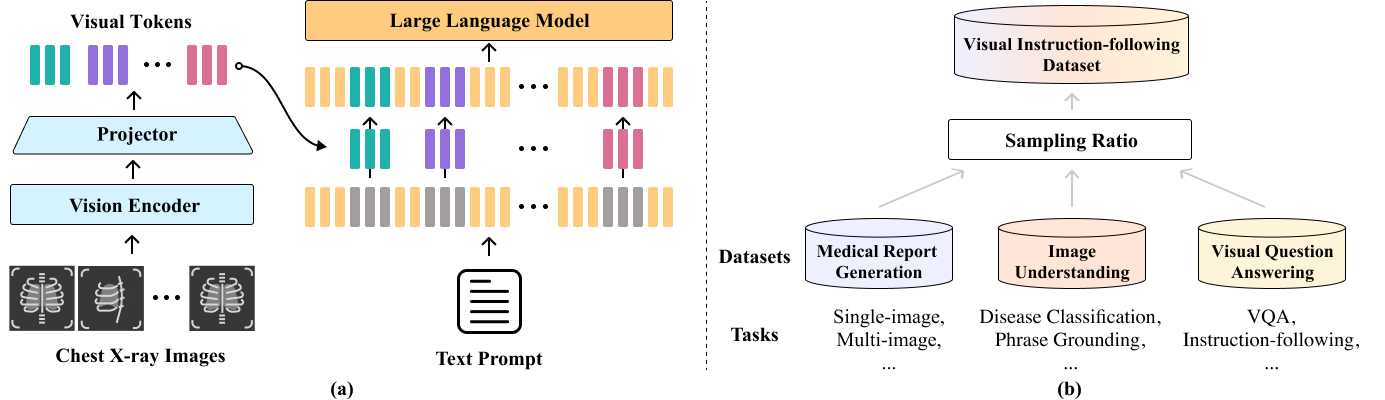 Visual Tokens
Projector
Vision Encoder
Chest X-ray Images
Large Language Model
Text Prompt
(a)
Visual Instruction-following
Dataset
Sampling Ratio
Datasets
Medical Report
Generation
Image
Understanding
Visual Question
Answering
Tasks
Single-image,
Multi-image,
...
Disease Classification,
Phrase Grounding,
...
VQA,
Instruction-following,
...
(b)